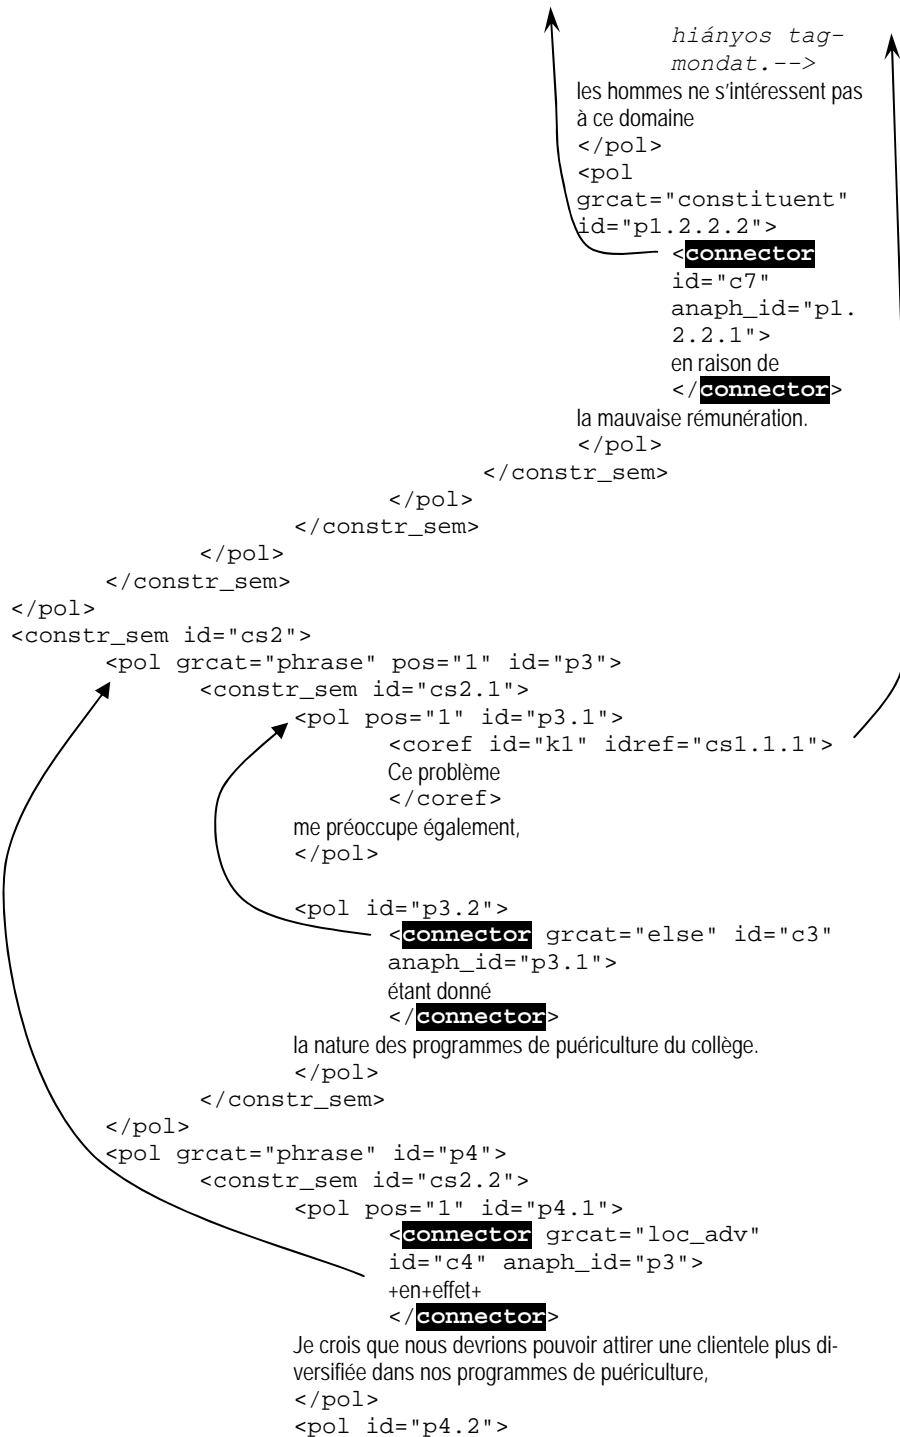 hiányos tag-
mondat.-->
les hommes ne s'intéressent pas
à ce domaine
</pol>
<pol
grcat="constituent"
id="p1.2.2.2">
<connector
id="c7"
anaph_id="p1.
2.2.1">
en raison de
</connector>
la mauvaise rémunération.
</pol>
</constr_sem>
</pol>
</constr_sem>
</pol>
</constr_sem>
</pol>
<constr_sem id="cs2">
<pol grcat="phrase" pos="1" id="p3">
<constr_sem id="cs2.1">
<pol pos="1" id="p3.1">
<coref id="k1" idref="cs1.1.1">
Ce problème
</coref>
me préoccupe également,
</pol>
<pol id="p3.2">
<connector grcat="else" id="c3"
anaph_id="p3.1">
étant donné
</connector>
la nature des programmes de puériculture du collège.
</pol>
</constr_sem>
</pol>
<pol grcat="phrase" id="p4">
<constr_sem id="cs2.2">
<pol pos="1" id="p4.1">
<connector grcat="loc_adv"
id="c4" anaph_id="p3">
+en+effet+
</connector>
Je crois que nous devrions pouvoir attirer une clientele plus di-
versifiée dans nos programmes de puériculture,
</pol>
<pol id="p4.2">